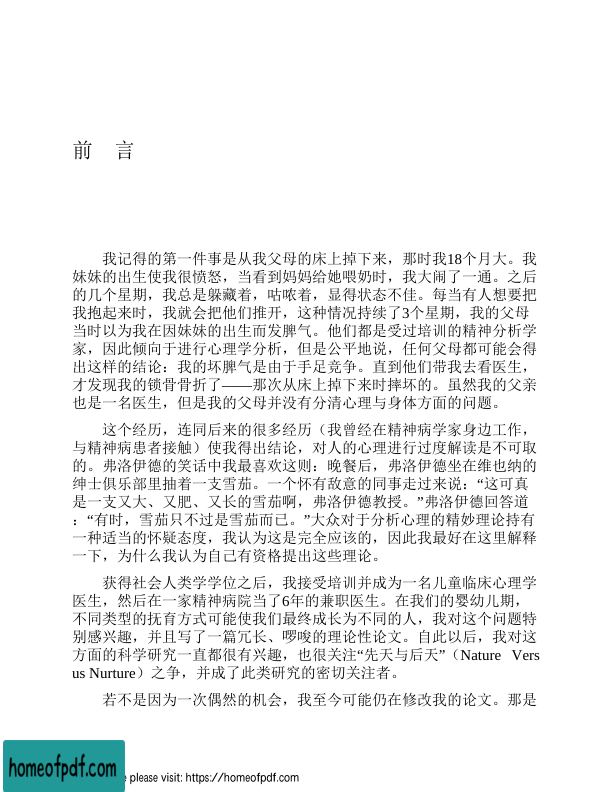 前 言
我记得的第一件事是从我父母的床上掉下来，那时我18个月大。我
妹妹的出生使我很愤怒，当看到妈妈给她喂奶时，我大闹了一通。之后
的几个星期，我总是躲藏着，咕哝着，显得状态不佳。每当有人想要把
我抱起来时，我就会把他们推开，这种情况持续了3个星期，我的父母
当时以为我在因妹妹的出生而发脾气。他们都是受过培训的精神分析学
家，因此倾向于进行心理学分析，但是公平地说，任何父母都可能会得
出这样的结论：我的坏脾气是由于手足竞争。直到他们带我去看医生，
才发现我的锁骨骨折了——那次从床上掉下来时摔坏的。虽然我的父亲
也是一名医生，但是我的父母并没有分清心理与身体方面的问题。
这个经历，连同后来的很多经历（我曾经在精神病学家身边工作，
与精神病患者接触）使我得出结论，对人的心理进行过度解读是不可取
的。弗洛伊德的笑话中我最喜欢这则：晚餐后，弗洛伊德坐在维也纳的
绅士俱乐部里抽着一支雪茄。一个怀有敌意的同事走过来说：“这可真
是一支又大、又肥、又长的雪茄啊，弗洛伊德教授。”弗洛伊德回答道
：“有时，雪茄只不过是雪茄而已。”大众对于分析心理的精妙理论持有
一种适当的怀疑态度，我认为这是完全应该的，因此我最好在这里解释
一下，为什么我认为自己有资格提出这些理论。
获得社会人类学学位之后，我接受培训并成为一名儿童临床心理学
医生，然后在一家精神病院当了6年的兼职医生。在我们的婴幼儿期，
不同类型的抚育方式可能使我们最终成长为不同的人，我对这个问题特
别感兴趣，并且写了一篇冗长、啰唆的理论性论文。自此以后，我对这
方面的科学研究一直都很有兴趣，也很关注“先天与后天”（Nature Vers
us Nurture）之争，并成了此类研究的密切关注者。
若不是因为一次偶然的机会，我至今可能仍在修改我的论文。那是
homeofpdf.com
e please visit: https://homeofpdf.com